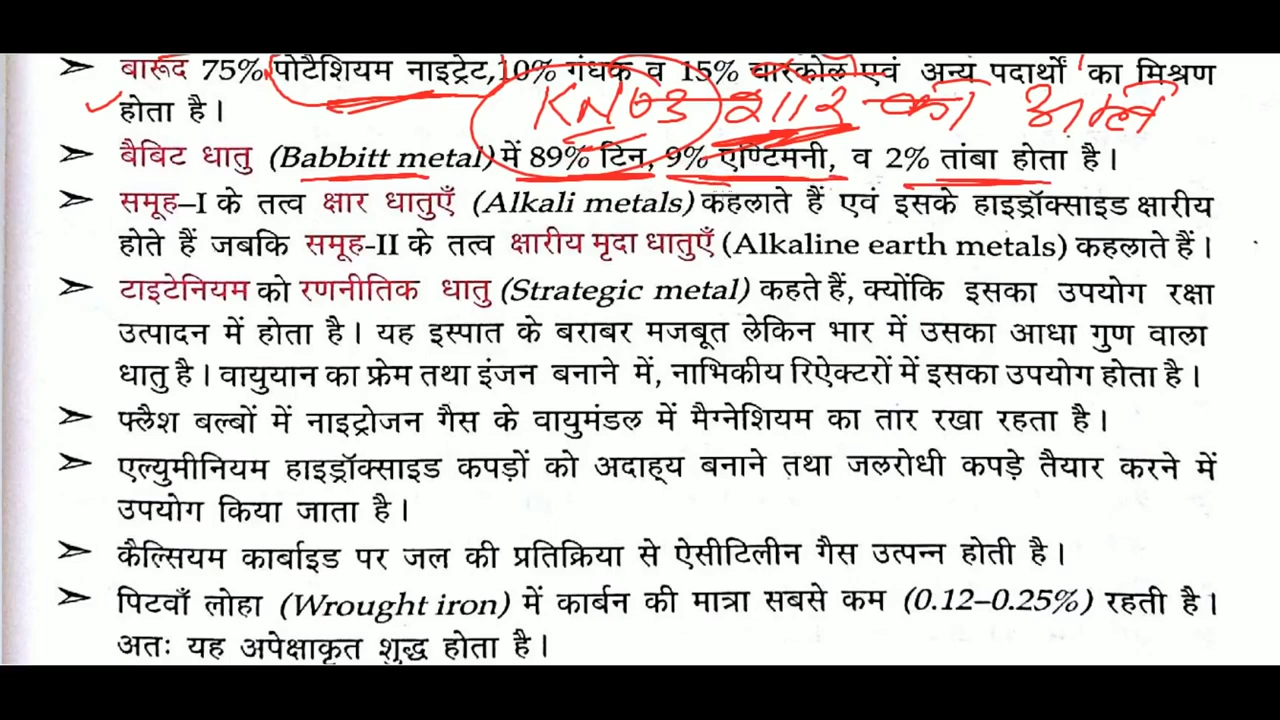 ➢ बारूद 75% पोटैशियम नाइट्रेट, 10% गंधक व 15% चारकोल एवं अन्य पदार्थों का मिश्रण
होता है।
KNO3 शोरे का
➢ बैबिट धातु (Babbitt metal) में 89% टिन, 9% एण्टिमनी, व 2% तांबा होता है।
➢ समूह–I के तत्व क्षार धातुएँ (Alkali metals) कहलाते हैं एवं इसके हाइड्रॉक्साइड क्षारीय
होते हैं जबकि समूह-II के तत्व क्षारीय मृदा धातुएँ (Alkaline earth metals) कहलाते हैं।
➢ टाइटेनियम को रणनीतिक धातु (Strategic metal) कहते हैं, क्योंकि इसका उपयोग रक्षा
उत्पादन में होता है। यह इस्पात के बराबर मजबूत लेकिन भार में उसका आधा गुण वाला
धातु है। वायुयान का फ्रेम तथा इंजन बनाने में, नाभिकीय रिऐक्टरों में इसका उपयोग होता है।
➢ फ्लैश बल्बों में नाइट्रोजन गैस के वायुमंडल में मैग्नेशियम का तार रखा रहता है।
➢ एल्युमीनियम हाइड्रॉक्साइड कपड़ों को अदाह्य बनाने तथा जलरोधी कपड़े तैयार करने में
उपयोग किया जाता है।
➢ कैल्सियम कार्बाइड पर जल की प्रतिक्रिया से ऐसीटिलीन गैस उत्पन्न होती है।
➢ पिटवाँ लोहा (Wrought iron) में कार्बन की मात्रा सबसे कम (0.12–0.25%) रहती है।
अतः यह अपेक्षाकृत शुद्ध होता है।